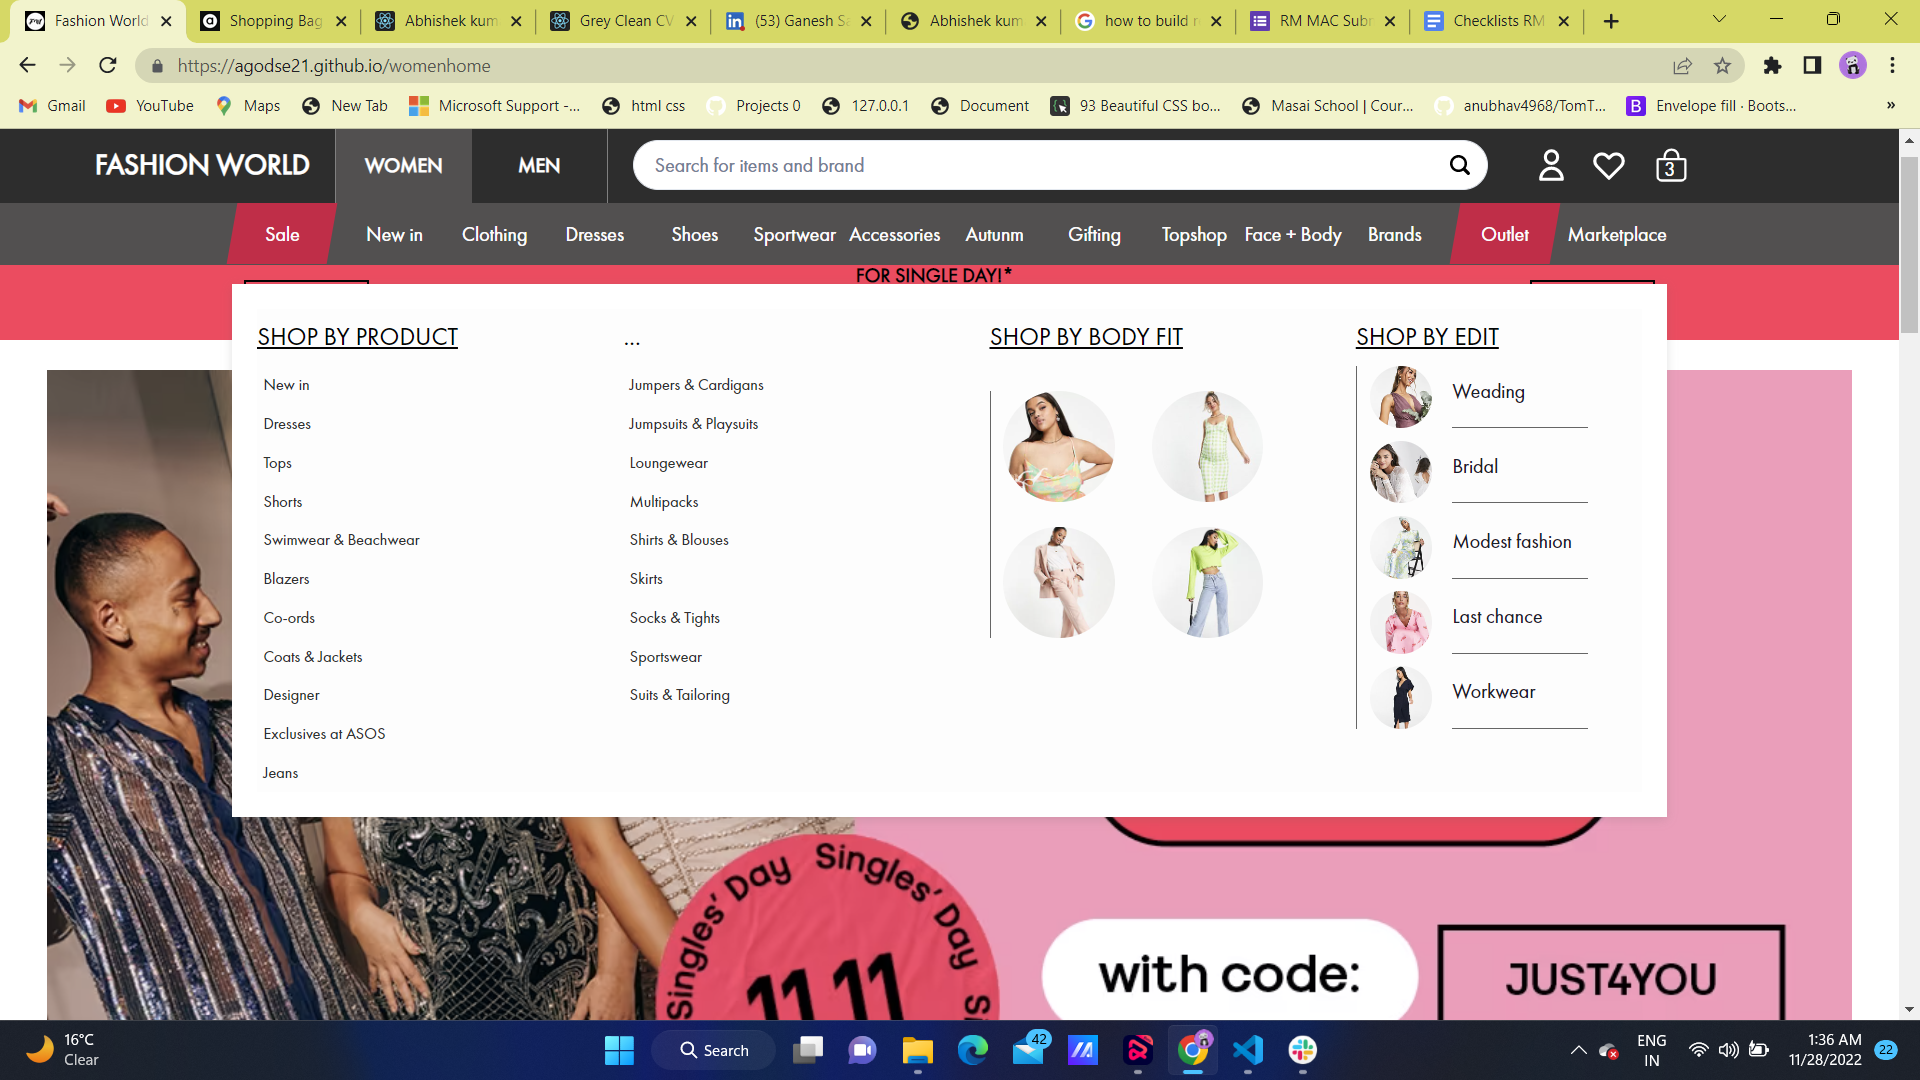 Fashion World
Shopping Bag
Abhishek kum
Grey Clean CV
(53) Ganesh Sa
Abhishek kum
how to build r
RM MAC Subr
Checklists RM
https://agodse21.github.io/womenhome
Gmail
YouTube
Maps
New Tab
Microsoft Support -...
html css
Projects 0
127.0.0.1
Document
93 Beautiful CSS bo...
Masai School | Cour...
anubhav4968/TomT...
Envelope fill · Boots...
»
FASHION WORLD
WOMEN
MEN
Search for items and brand
3
Sale
New in
Clothing
Dresses
Shoes
Sportwear
Accessories
Autunm
Gifting
Topshop
Face + Body
Brands
Outlet
Marketplace
FOR SINGLE DAY!*
SHOP BY PRODUCT
New in
Dresses
Tops
Shorts
Swimwear & Beachwear
Blazers
Co-ords
Coats & Jackets
Designer
Exclusives at ASOS
Jeans
...
Jumpers & Cardigans
Jumpsuits & Playsuits
Loungewear
Multipacks
Shirts & Blouses
Skirts
Socks & Tights
Sportswear
Suits & Tailoring
SHOP BY BODY FIT
SHOP BY EDIT
Weading
Bridal
Modest fashion
Last chance
Workwear
Singles' Day Singles' Day
11.11
with code:
JUST4YOU
16°C
Clear
Search
42
ENG
IN
1:36 AM
11/28/2022
22